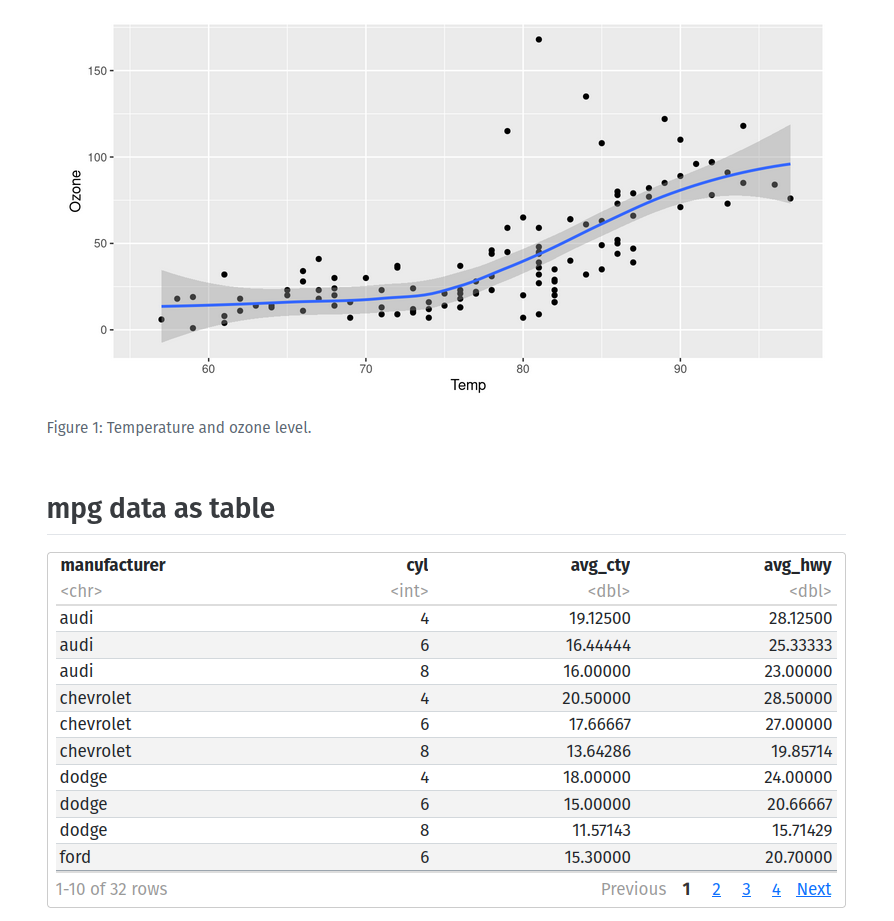 150
100
50
0
Ozone
60 70 80 90
Temp
Figure 1: Temperature and ozone level.
mpg data as table
manufacturer cyl avg_cty avg_hwy
<chr> <int> <dbl> <dbl>
audi 4 19.12500 28.12500
audi 6 16.44444 25.33333
audi 8 16.00000 23.00000
chevrolet 4 20.50000 28.50000
chevrolet 6 17.66667 27.00000
chevrolet 8 13.64286 19.85714
dodge 4 18.00000 24.00000
dodge 6 15.00000 20.66667
dodge 8 11.57143 15.71429
ford 6 15.30000 20.70000
1-10 of 32 rows Previous 1 2 3 4 Next